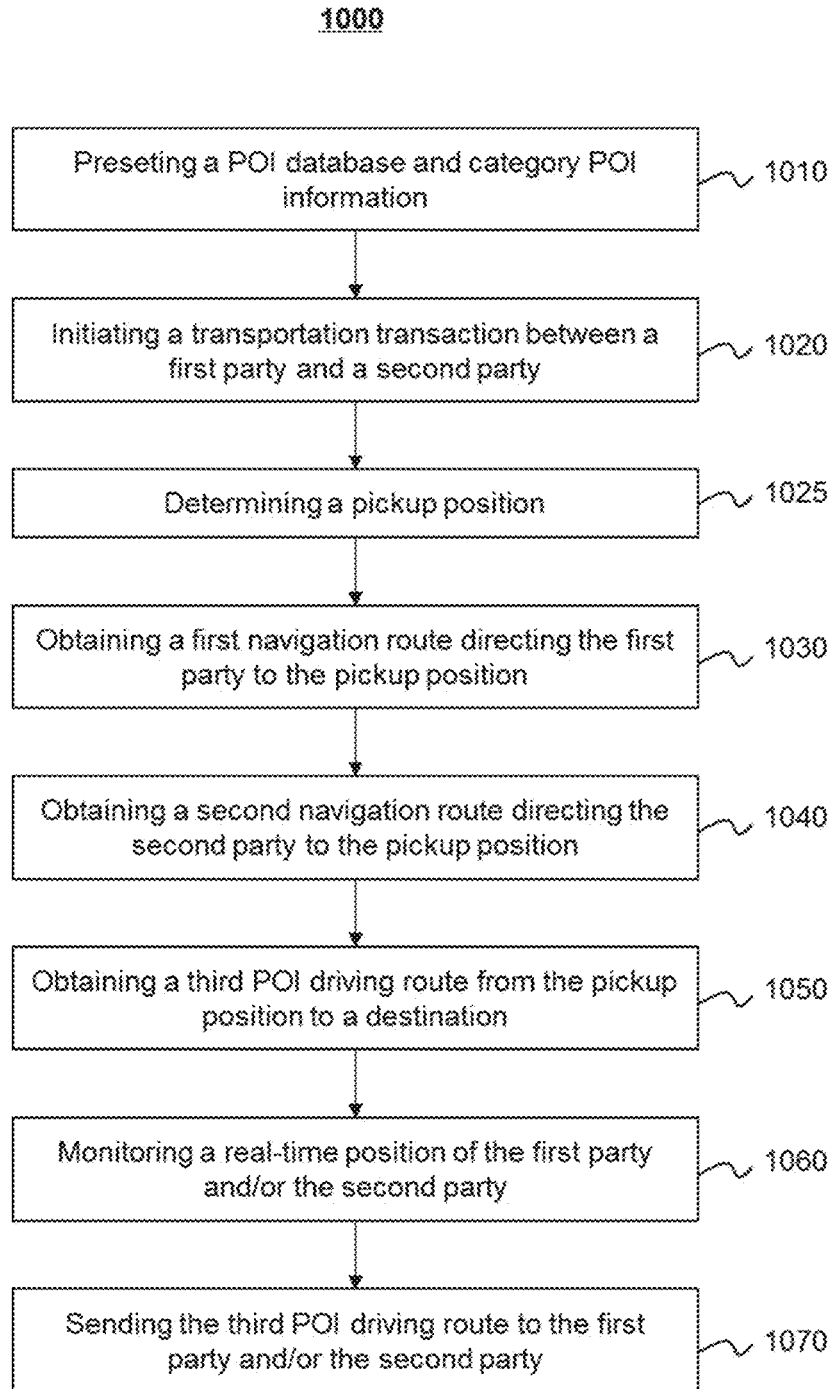 1000
Preseting a POI database and category POI
information
1010
Initiating a transportation transaction between a
first party and a second party
1020
Determining a pickup position
1025
Obtaining a first navigation route directing the first
party to the pickup position
1030
Obtaining a second navigation route directing the
second party to the pickup position
1040
Obtaining a third POI driving route from the pickup
position to a destination
1050
Monitoring a real-time position of the first party
and/or the second party
1060
Sending the third POI driving route to the first
party and/or the second party
1070